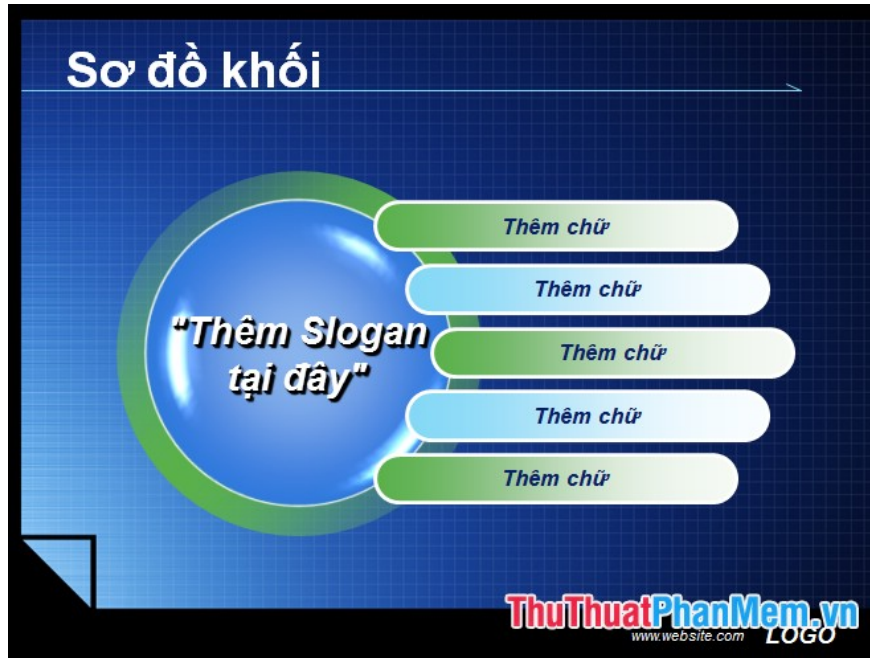 Sơ đồ khối
"Thêm Slogan
tại đây"
Thêm chữ
Thêm chữ
Thêm chữ
Thêm chữ
Thêm chữ
ThuThuatPhanMem.vn
www.website.com
LOGO